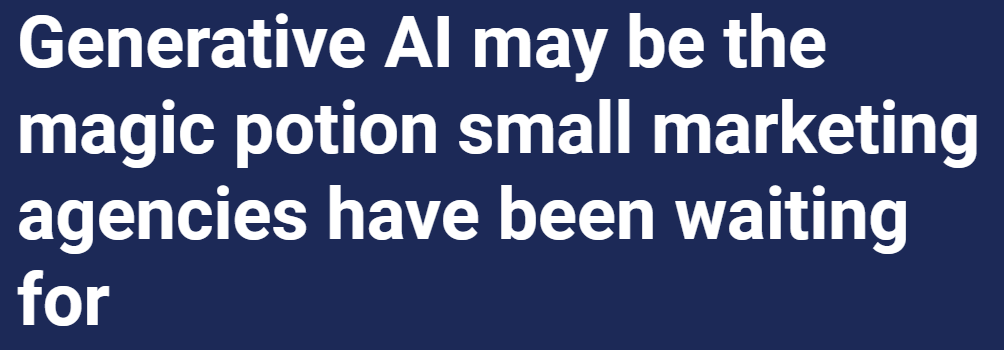 Generative AI may be the
magic potion small marketing
agencies have been waiting
for